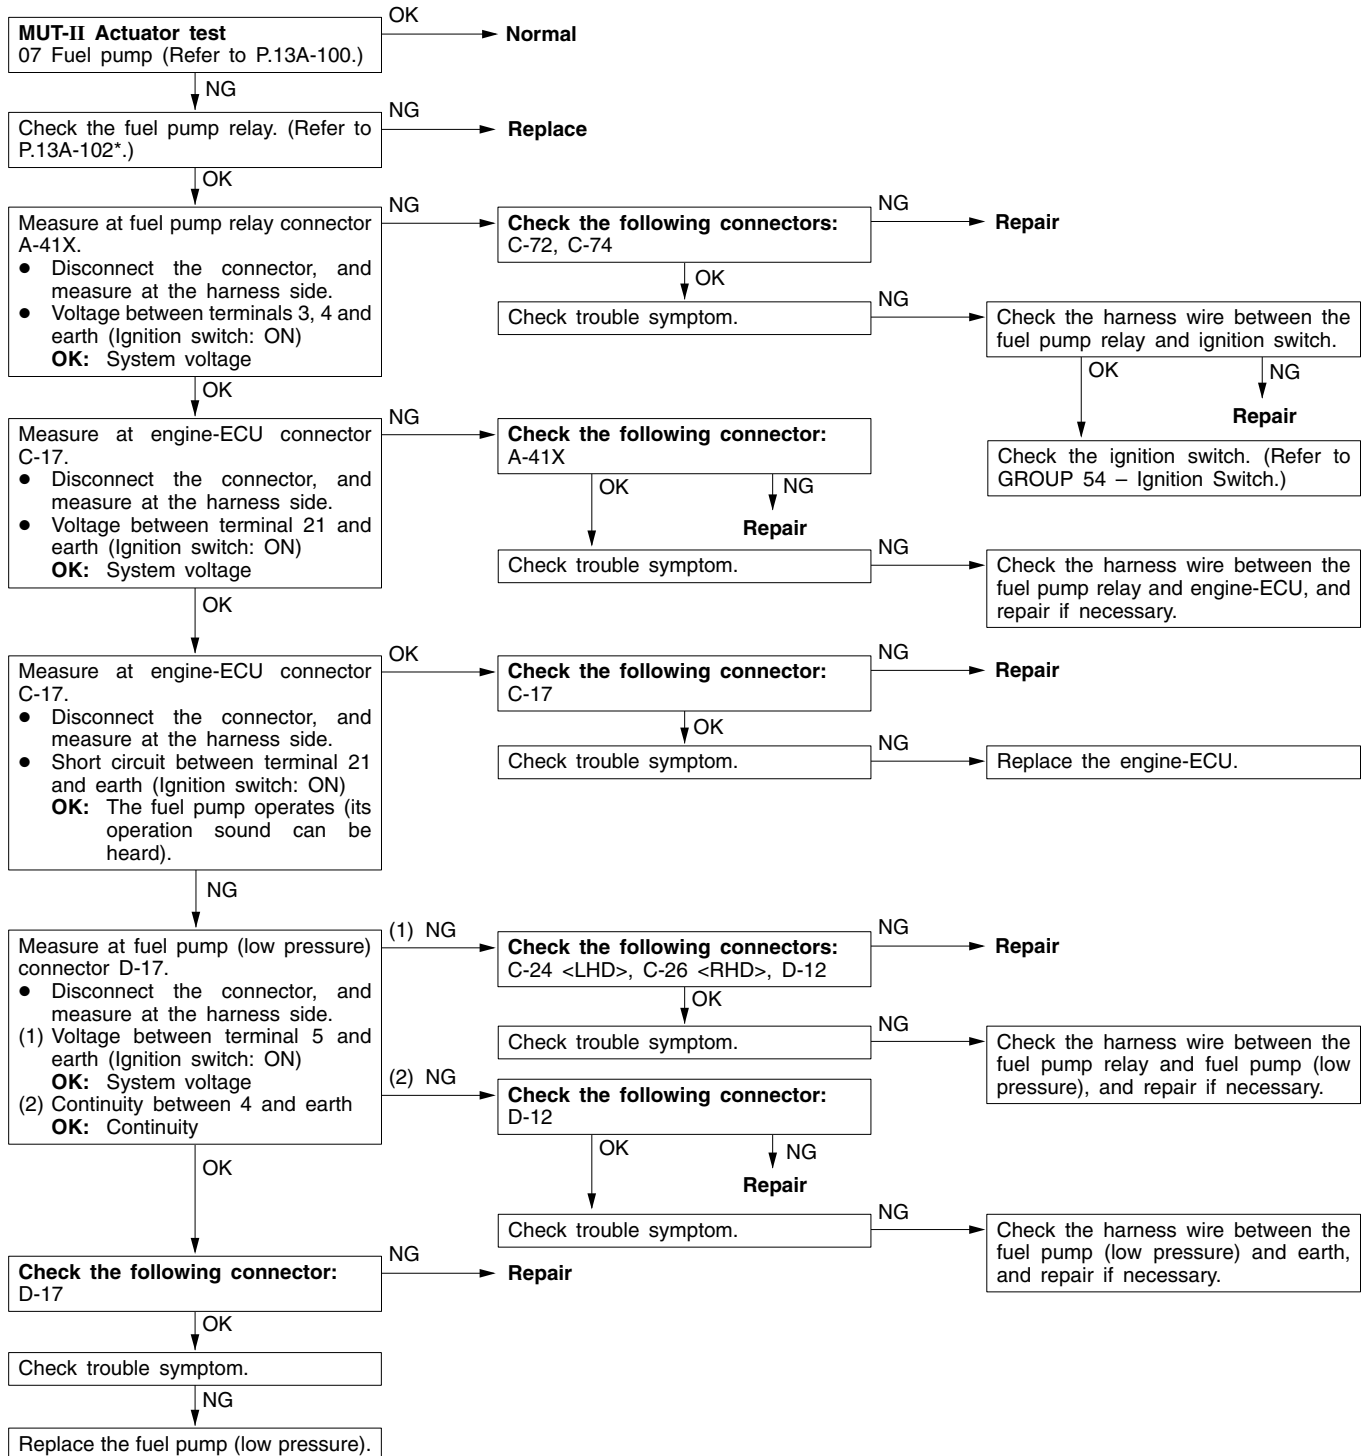 MUT-II Actuator test
07 Fuel pump (Refer to P.13A-100.)
OK
Normal
NG
Check the fuel pump relay. (Refer to
P.13A-102*.)
NG
Replace
OK
Measure at fuel pump relay connector
A-41X.
● Disconnect the connector, and
measure at the harness side.
● Voltage between terminals 3, 4 and
earth (Ignition switch: ON)
OK: System voltage
NG
Check the following connectors:
C-72, C-74
NG
Repair
OK
Check trouble symptom.
NG
Check the harness wire between the
fuel pump relay and ignition switch.
OK
NG
Repair
Check the ignition switch. (Refer to
GROUP 54 – Ignition Switch.)
OK
Measure at engine-ECU connector
C-17.
● Disconnect the connector, and
measure at the harness side.
● Voltage between terminal 21 and
earth (Ignition switch: ON)
OK: System voltage
NG
Check the following connector:
A-41X
OK
NG
Repair
Check trouble symptom.
NG
Check the harness wire between the
fuel pump relay and engine-ECU, and
repair if necessary.
OK
Measure at engine-ECU connector
C-17.
● Disconnect the connector, and
measure at the harness side.
● Short circuit between terminal 21
and earth (Ignition switch: ON)
OK: The fuel pump operates (its
operation sound can be
heard).
OK
Check the following connector:
C-17
NG
Repair
OK
Check trouble symptom.
NG
Replace the engine-ECU.
NG
Measure at fuel pump (low pressure)
connector D-17.
● Disconnect the connector, and
measure at the harness side.
(1) Voltage between terminal 5 and
earth (Ignition switch: ON)
OK: System voltage
(2) Continuity between 4 and earth
OK: Continuity
(1) NG
Check the following connectors:
C-24 <LHD>, C-26 <RHD>, D-12
NG
Repair
OK
Check trouble symptom.
NG
Check the harness wire between the
fuel pump relay and fuel pump (low
pressure), and repair if necessary.
(2) NG
Check the following connector:
D-12
OK
NG
Repair
Check trouble symptom.
NG
Check the harness wire between the
fuel pump (low pressure) and earth,
and repair if necessary.
OK
Check the following connector:
D-17
NG
Repair
OK
Check trouble symptom.
NG
Replace the fuel pump (low pressure).